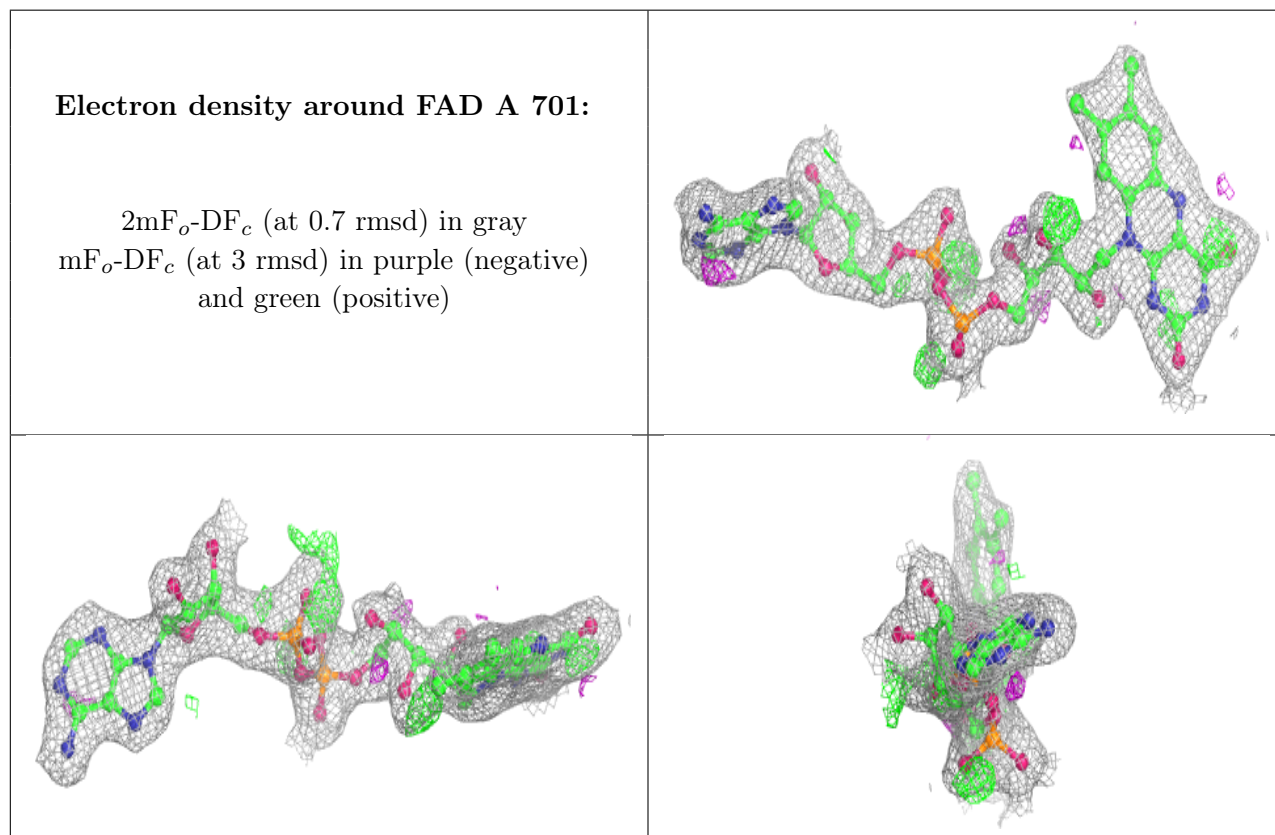 Electron density around FAD A 701:
2mFo-DFc (at 0.7 rmsd) in gray
mFo-DFc (at 3 rmsd) in purple (negative)
and green (positive)